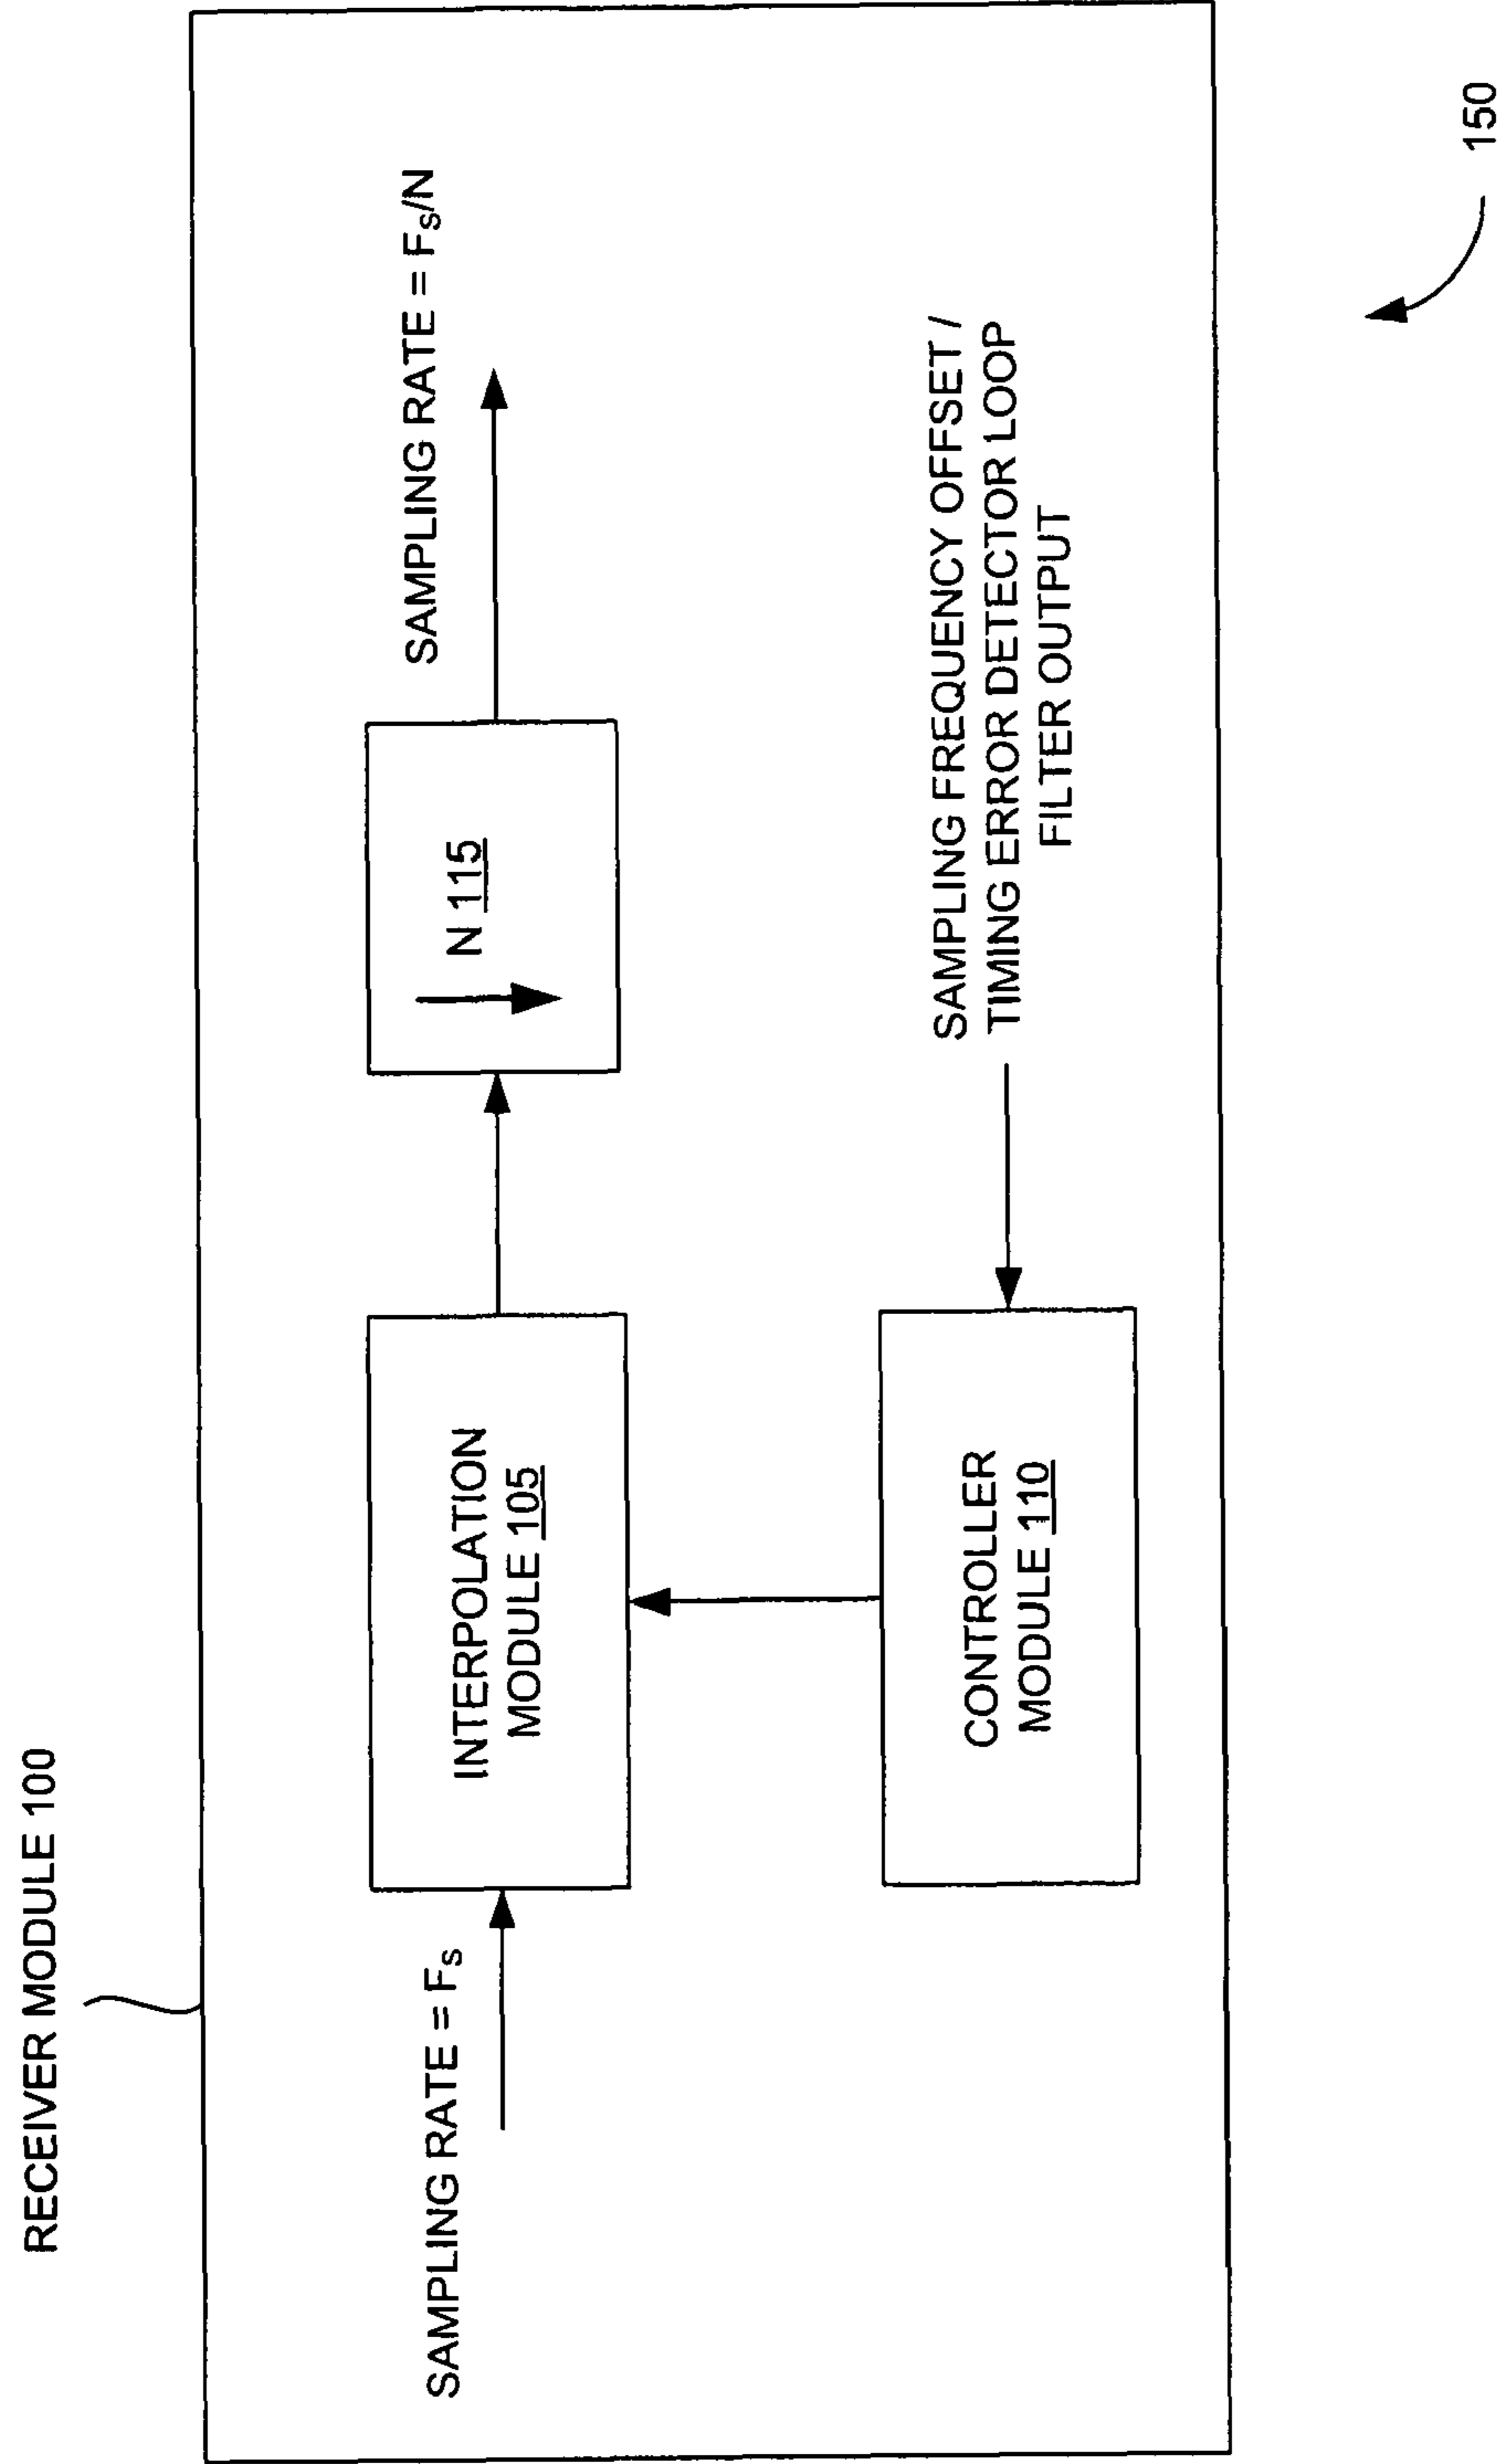 RECEIVER MODULE 100
SAMPLING RATE = Fs
INTERPOLATION
MODULE 105
N 115
SAMPLING RATE = Fs/N
CONTROLLER
MODULE 110
SAMPLING FREQUENCY OFFSET /
TIMING ERROR DETECTOR LOOP
FILTER OUTPUT
150